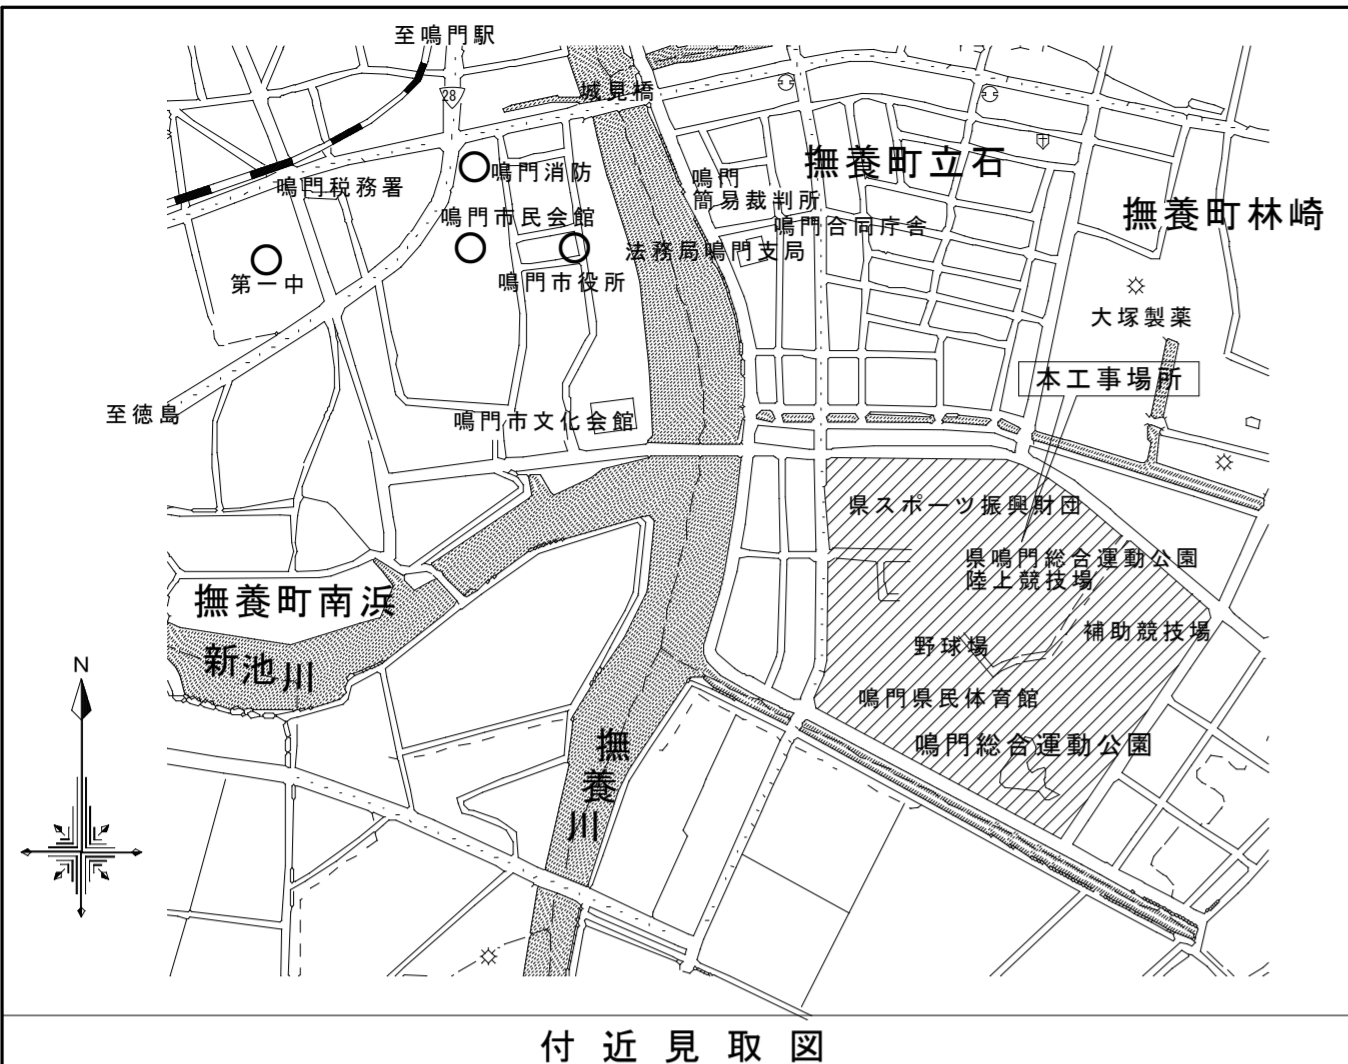 至鳴門駅
28
城見橋
鳴門消防
鳴門税務署
鳴門市民会館
第一中
鳴門市役所
鳴門
簡易裁判所
撫養町立石
鳴門合同庁舎
法務局鳴門支局
撫養町林崎
大塚製薬
本工事場所
至徳島
鳴門市文化会館
県スポーツ振興財団
県鳴門総合運動公園
陸上競技場
補助競技場
野球場
鳴門県民体育館
鳴門総合運動公園
撫養町南浜
新池川
撫養川
N
付近見取図